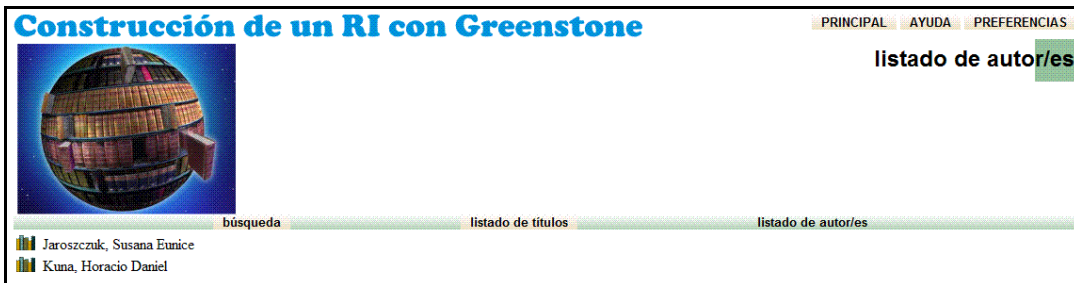 Construcción de un RI con Greenstone
PRINCIPAL AYUDA PREFERENCIAS
listado de autor/es
búsqueda listado de títulos listado de autor/es
Jaroszczuk, Susana Eunice
Kuna, Horacio Daniel